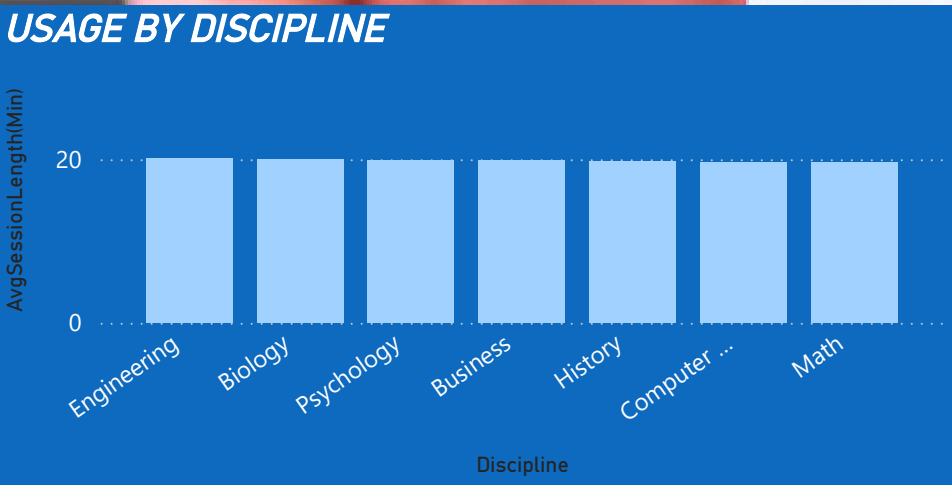 USAGE BY DISCIPLINE
AvgSessionLength(Min)
20
0
Engineering
Biology
Psychology
Business
History
Computer ...
Math
Discipline